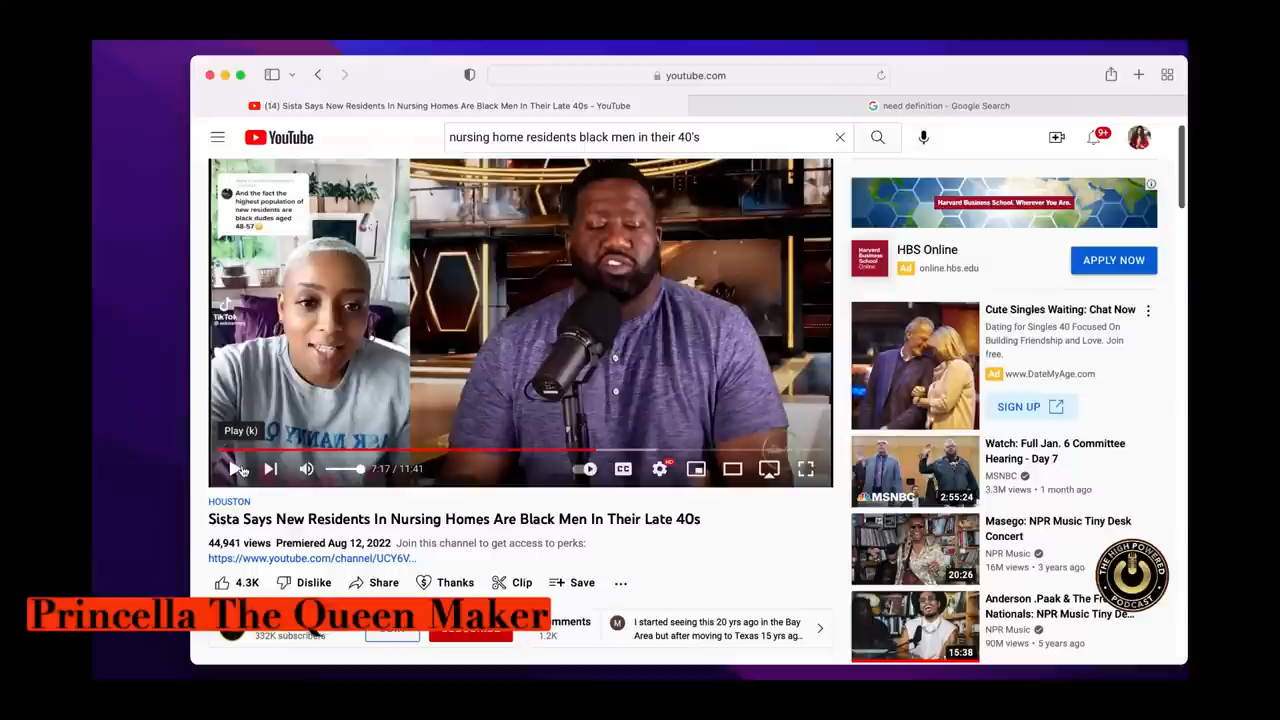 youtube.com
(14) Sista Says New Residents In Nursing Homes Are Black Men In Their Late 40s - YouTube
need definition - Google Search
YouTube
nursing home residents black men in their 40's
9+
And the fact the
highest population of
new residents are
black dudes aged
48-57
TikTok
Play (k)
7:17 / 11:41
CC
HD
HOUSTON
Sista Says New Residents In Nursing Homes Are Black Men In Their Late 40s
44,941 views Premiered Aug 12, 2022 Join this channel to get access to perks:
https://www.youtube.com/channel/UCY6V...
4.3K Dislike Share Thanks Clip Save ...
Princella The Queen Maker
332K subscribers
1.2K
M
I started seeing this 20 yrs ago in the Bay
Area but after moving to Texas 15 yrs ag...
Harvard Business School. Wherever You Are.
Harvard
Business
School
Online
HBS Online
Ad online.hbs.edu
APPLY NOW
Cute Singles Waiting: Chat Now
Dating for Singles 40 Focused On
Building Friendship and Love. Join
free.
Ad www.DateMyAge.com
SIGN UP
Watch: Full Jan. 6 Committee
Hearing - Day 7
MSNBC
3.3M views • 1 month ago
MSNBC
2:55:24
Masego: NPR Music Tiny Desk
Concert
NPR Music
16M views • 3 years ago
20:26
Anderson .Paak & The Fr
Nationals: NPR Music Tiny De...
NPR Music
90M views • 5 years ago
15:38
THE HIGH POWERED
PODCAST